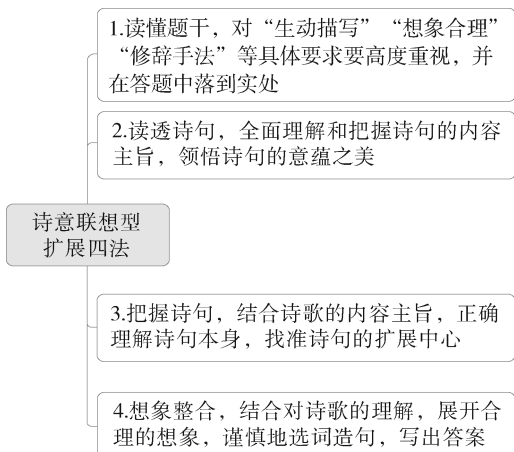 1.读懂题干，对“生动描写”“想象合理”
“修辞手法”等具体要求要高度重视，并
在答题中落到实处
2.读透诗句，全面理解和把握诗句的内容
主旨，领悟诗句的意蕴之美
诗意联想型
扩展四法
3.把握诗句，结合诗歌的内容主旨，正确
理解诗句本身，找准诗句的扩展中心
4.想象整合，结合对诗歌的理解，展开合
理的想象，谨慎地选词造句，写出答案